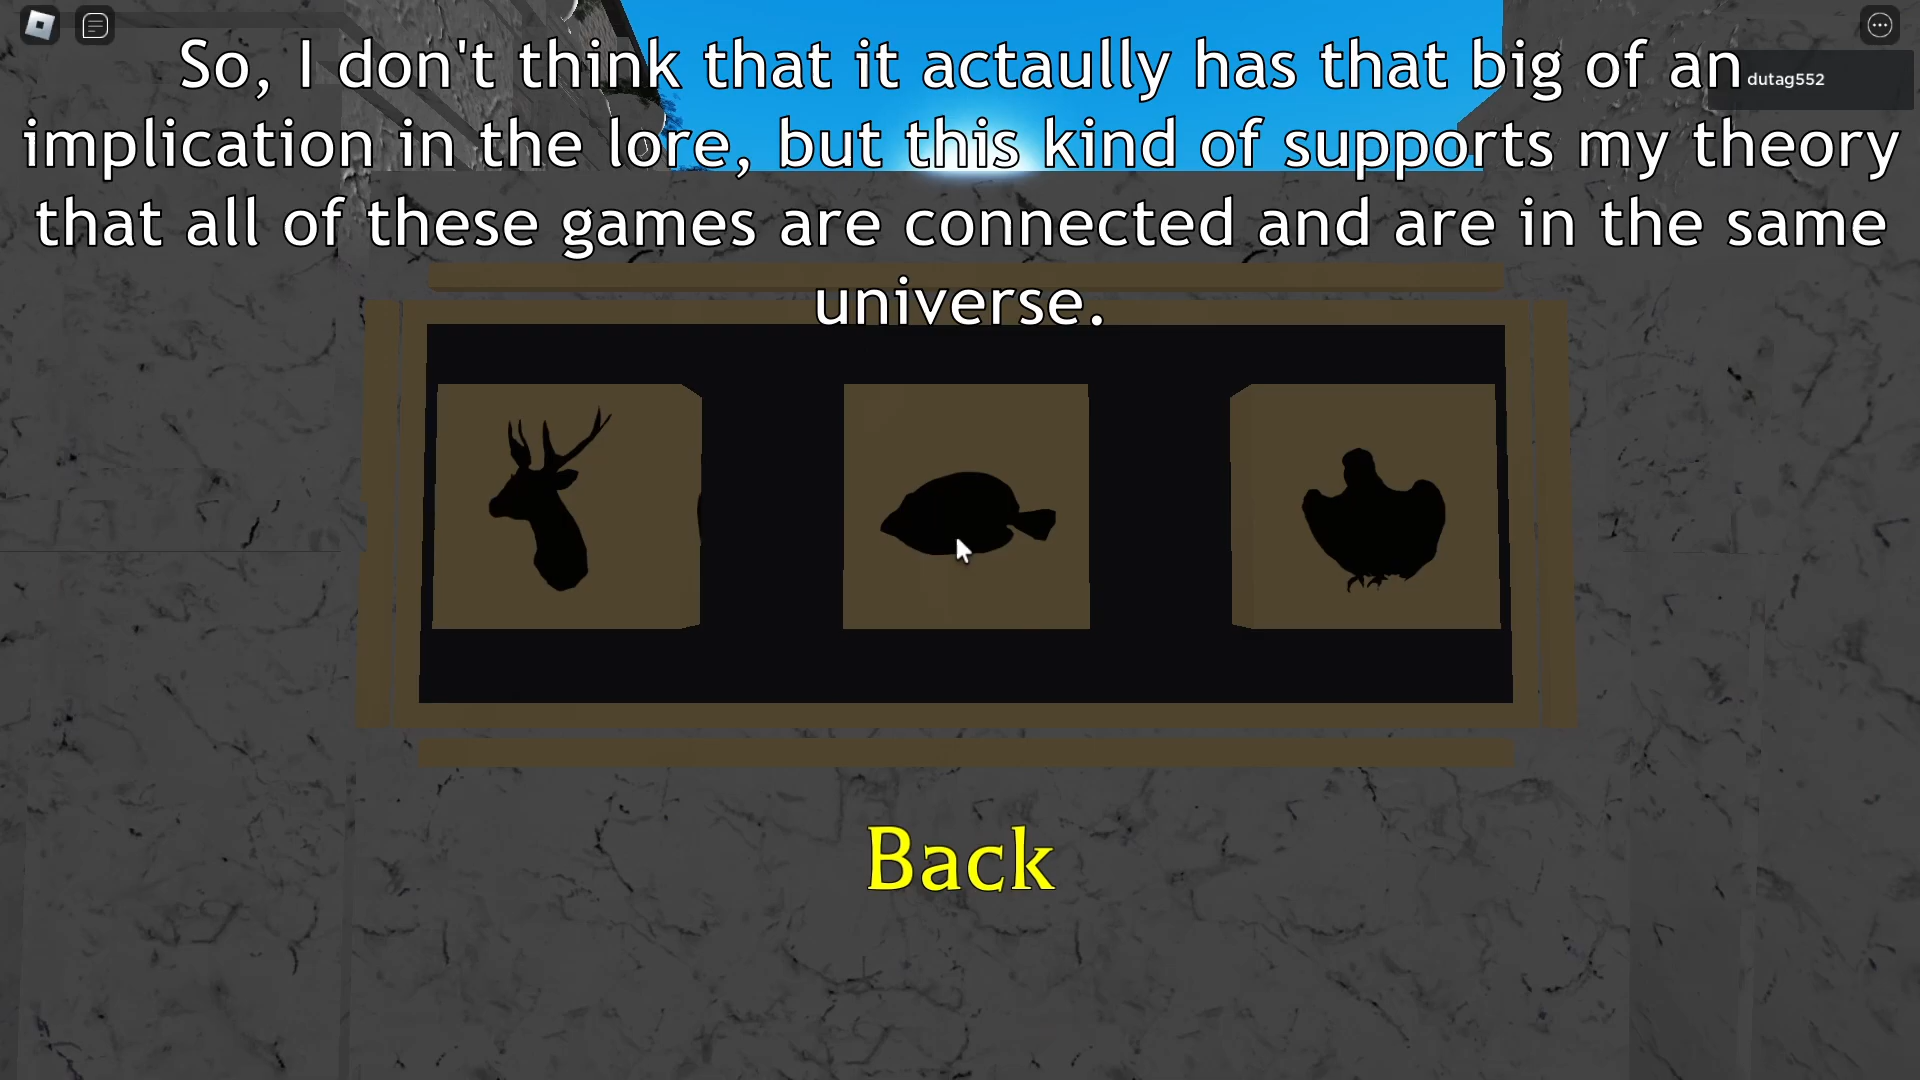 So, I don't think that it actaully has that big of an
dutag552
implication in the lore, but this kind of supports my theory
that all of these games are connected and are in the same
universe.
Back